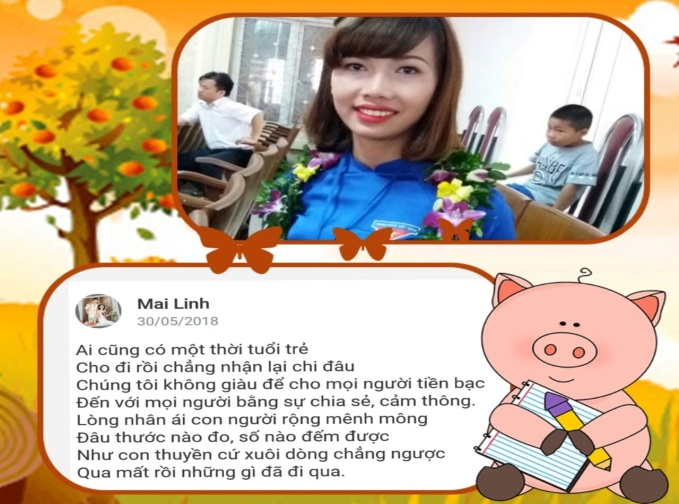 Mai Linh
30/05/2018
Ai cũng có một thời tuổi trẻ
Cho đi rồi chẳng nhận lại chi đâu
Chúng tôi không giàu để cho mọi người tiền bạc
Đến với mọi người bằng sự chia sẻ, cảm thông.
Lòng nhân ái con người rộng mênh mông
Đâu thước nào đo, số nào đếm được
Như con thuyền cứ xuôi dòng chẳng ngược
Qua mất rồi những gì đã đi qua.